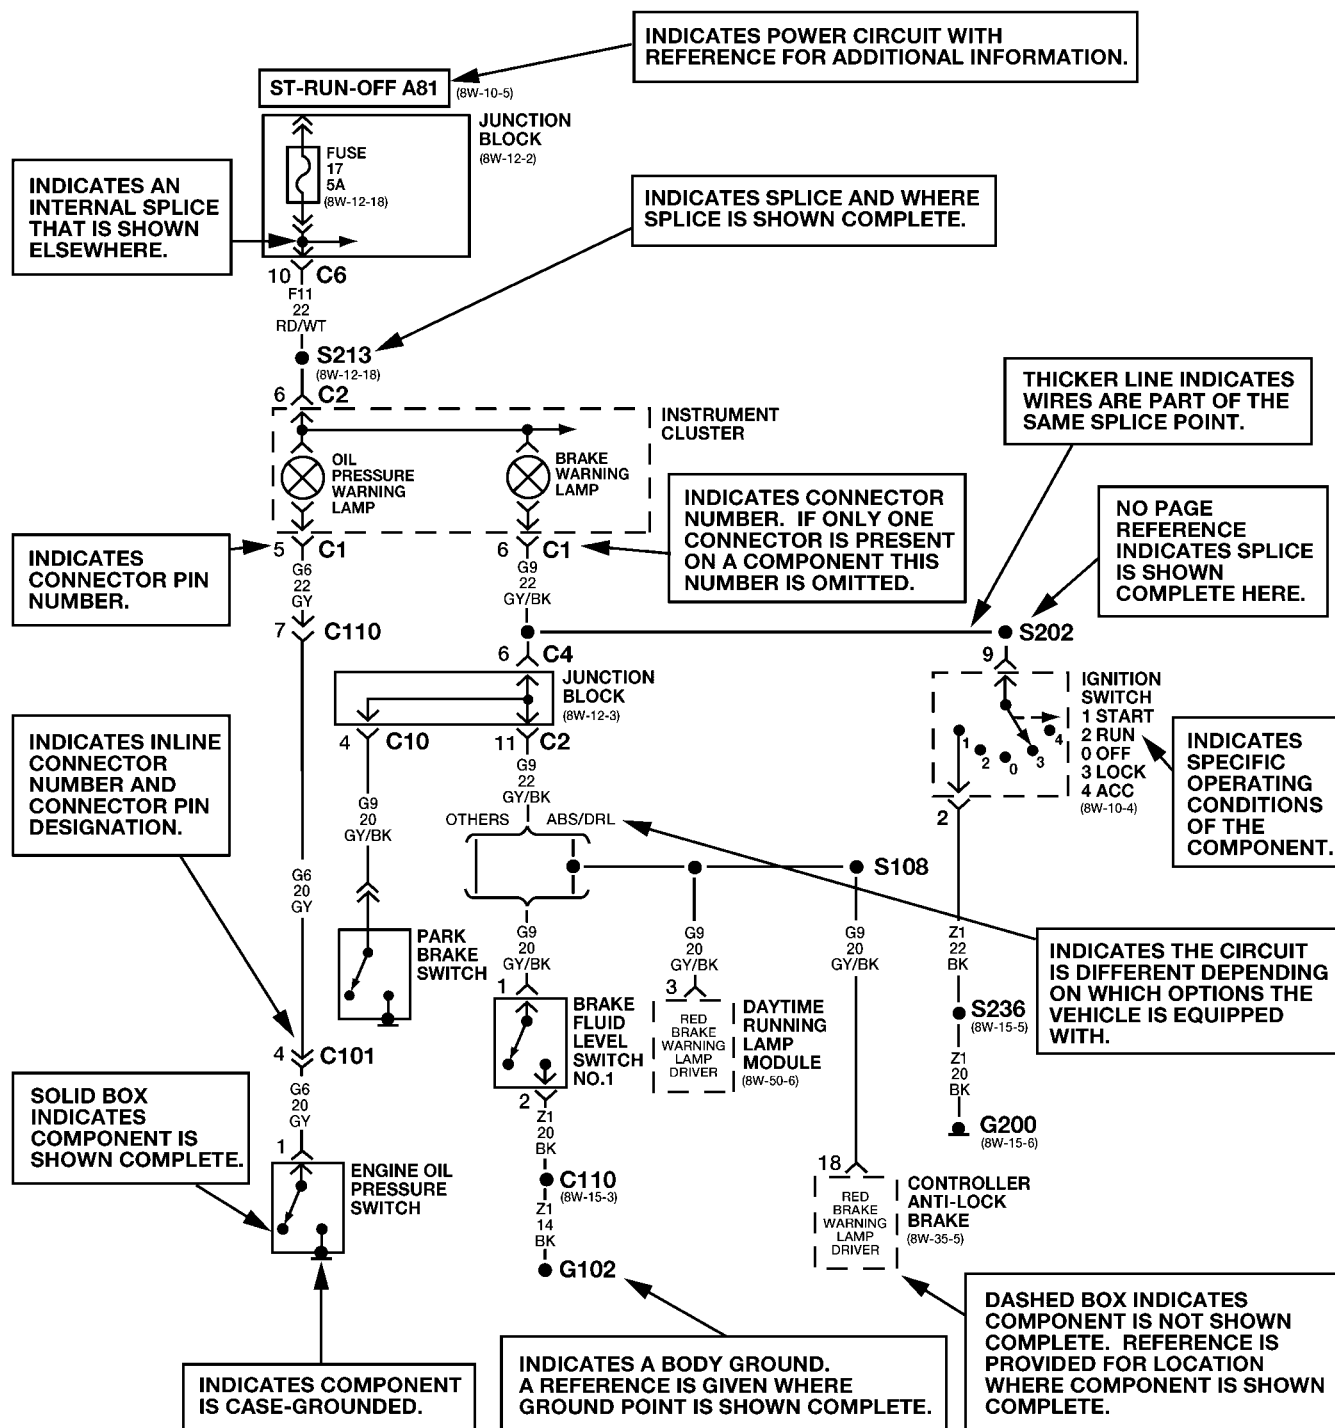 INDICATES POWER CIRCUIT WITH
REFERENCE FOR ADDITIONAL INFORMATION.
ST-RUN-OFF A81
(8W-10-5)
JUNCTION
BLOCK
(8W-12-2)
FUSE
17
5A
(8W-12-18)
INDICATES AN
INTERNAL SPLICE
THAT IS SHOWN
ELSEWHERE.
INDICATES SPLICE AND WHERE
SPLICE IS SHOWN COMPLETE.
10 C6
F11
22
RD/WT
S213
(8W-12-18)
6 C2
INSTRUMENT
CLUSTER
OIL
PRESSURE
WARNING
LAMP
BRAKE
WARNING
LAMP
THICKER LINE INDICATES
WIRES ARE PART OF THE
SAME SPLICE POINT.
INDICATES CONNECTOR
NUMBER. IF ONLY ONE
CONNECTOR IS PRESENT
ON A COMPONENT THIS
NUMBER IS OMITTED.
NO PAGE
REFERENCE
INDICATES SPLICE
IS SHOWN
COMPLETE HERE.
INDICATES
CONNECTOR PIN
NUMBER.
5 C1
G6
22
GY
6 C1
G9
22
GY/BK
7 C110
S202
6 C4
9
JUNCTION
BLOCK
(8W-12-3)
IGNITION
SWITCH
1 START
2 RUN
0 OFF
3 LOCK
4 ACC
(8W-10-4)
1
2
0
3
4
INDICATES
SPECIFIC
OPERATING
CONDITIONS
OF THE
COMPONENT.
INDICATES INLINE
CONNECTOR
NUMBER AND
CONNECTOR PIN
DESIGNATION.
4 C10
11 C2
G9
22
GY/BK
G9
20
GY/BK
OTHERS
ABS/DRL
2
S108
G6
20
GY
PARK
BRAKE
SWITCH
G9
20
GY/BK
G9
20
GY/BK
G9
20
GY/BK
Z1
22
BK
INDICATES THE CIRCUIT
IS DIFFERENT DEPENDING
ON WHICH OPTIONS THE
VEHICLE IS EQUIPPED
WITH.
1
BRAKE
FLUID
LEVEL
SWITCH
NO.1
3
RED
BRAKE
WARNING
LAMP
DRIVER
DAYTIME
RUNNING
LAMP
MODULE
(8W-50-6)
S236
(8W-15-5)
Z1
20
BK
4 C101
G6
20
GY
SOLID BOX
INDICATES
COMPONENT IS
SHOWN COMPLETE.
2
Z1
20
BK
G200
(8W-15-6)
1
ENGINE OIL
PRESSURE
SWITCH
C110
(8W-15-3)
Z1
14
BK
G102
18
RED
BRAKE
WARNING
LAMP
DRIVER
CONTROLLER
ANTI-LOCK
BRAKE
(8W-35-5)
INDICATES COMPONENT
IS CASE-GROUNDED.
INDICATES A BODY GROUND.
A REFERENCE IS GIVEN WHERE
GROUND POINT IS SHOWN COMPLETE.
DASHED BOX INDICATES
COMPONENT IS NOT SHOWN
COMPLETE. REFERENCE IS
PROVIDED FOR LOCATION
WHERE COMPONENT IS SHOWN
COMPLETE.